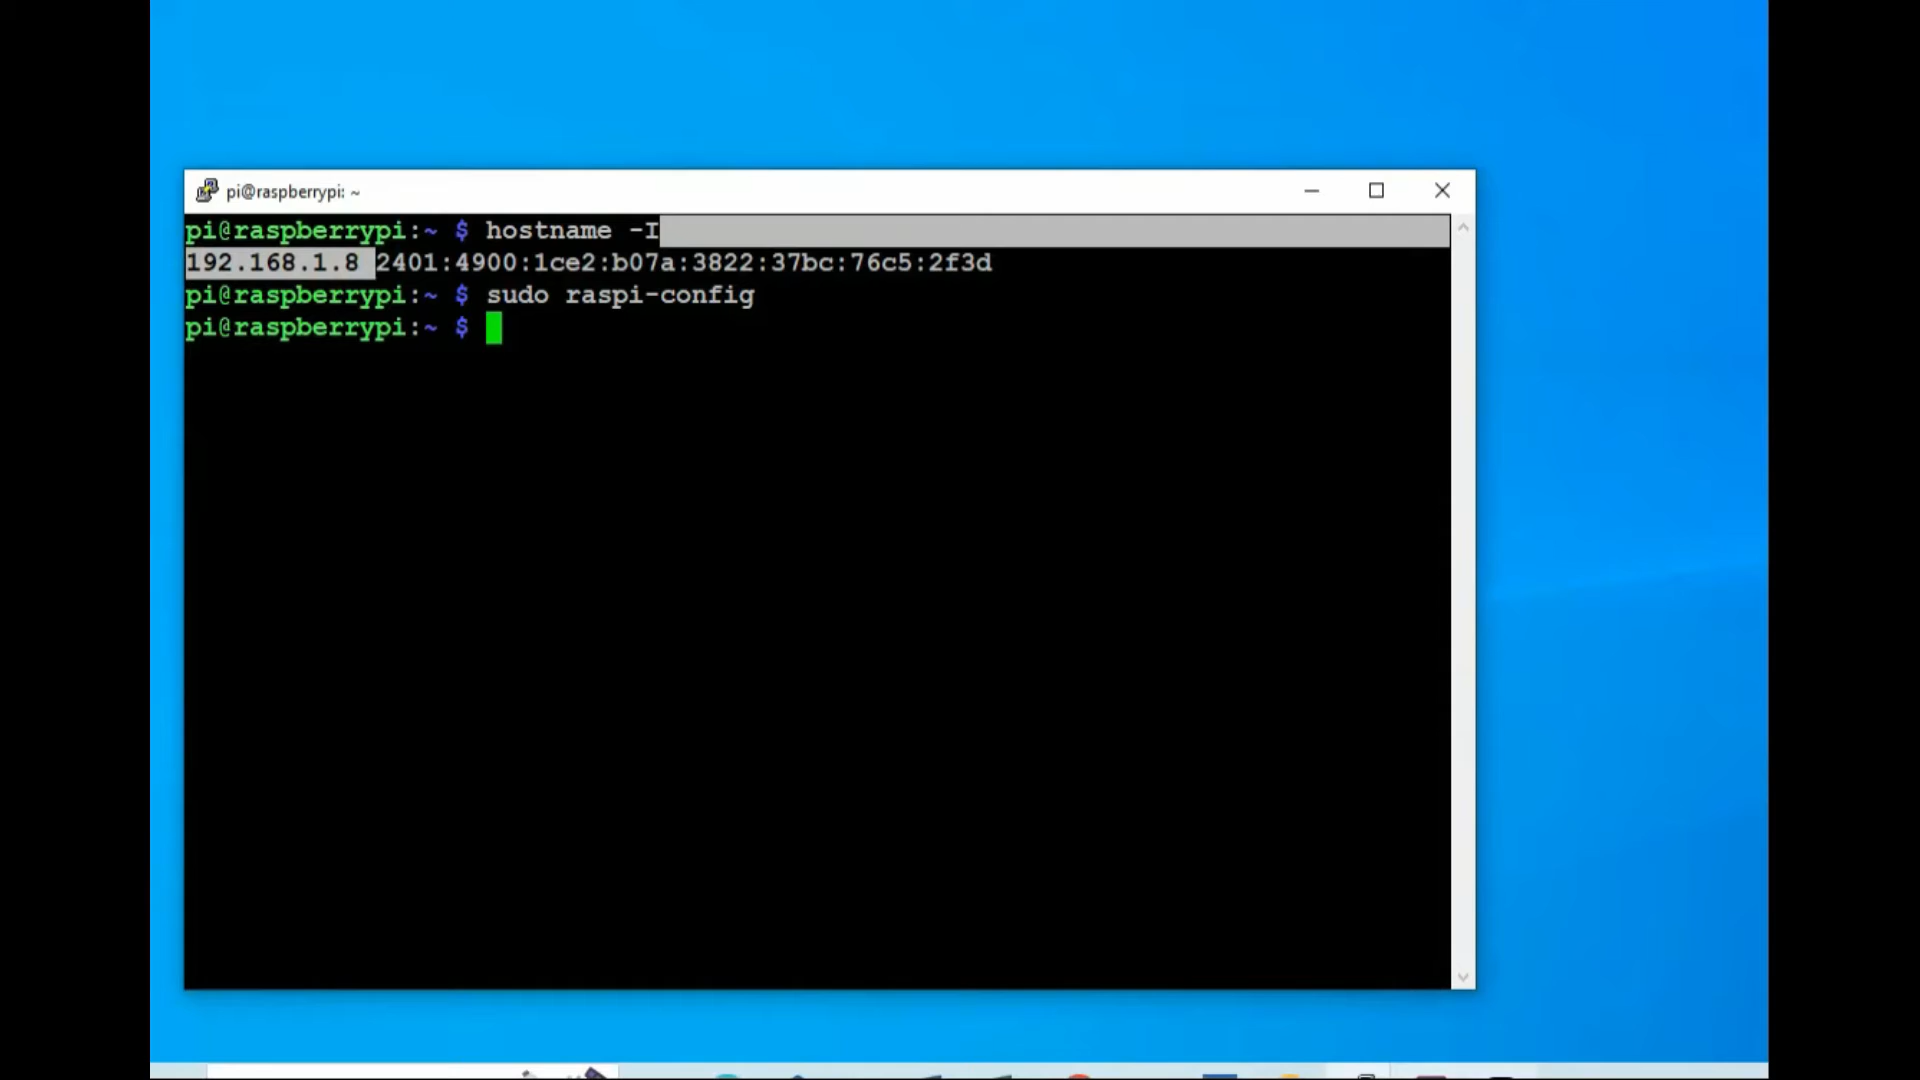 pi@raspberrypi: ~
pi@raspberrypi:~ $ hostname -I
192.168.1.8 2401:4900:1ce2:b07a:3822:37bc:76c5:2f3d
pi@raspberrypi:~ $ sudo raspi-config
pi@raspberrypi:~ $